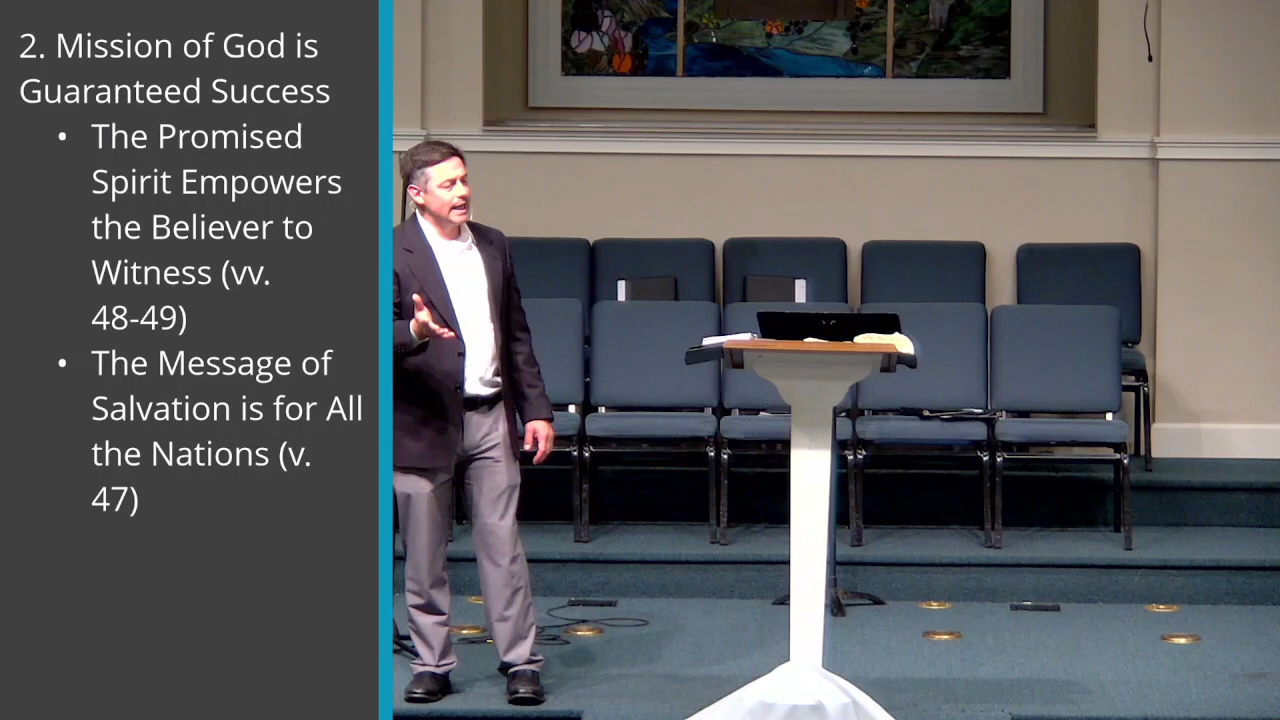 2. Mission of God is
Guaranteed Success
• The Promised
Spirit Empowers
the Believer to
Witness (vv.
48-49)
• The Message of
Salvation is for All
the Nations (v.
47)